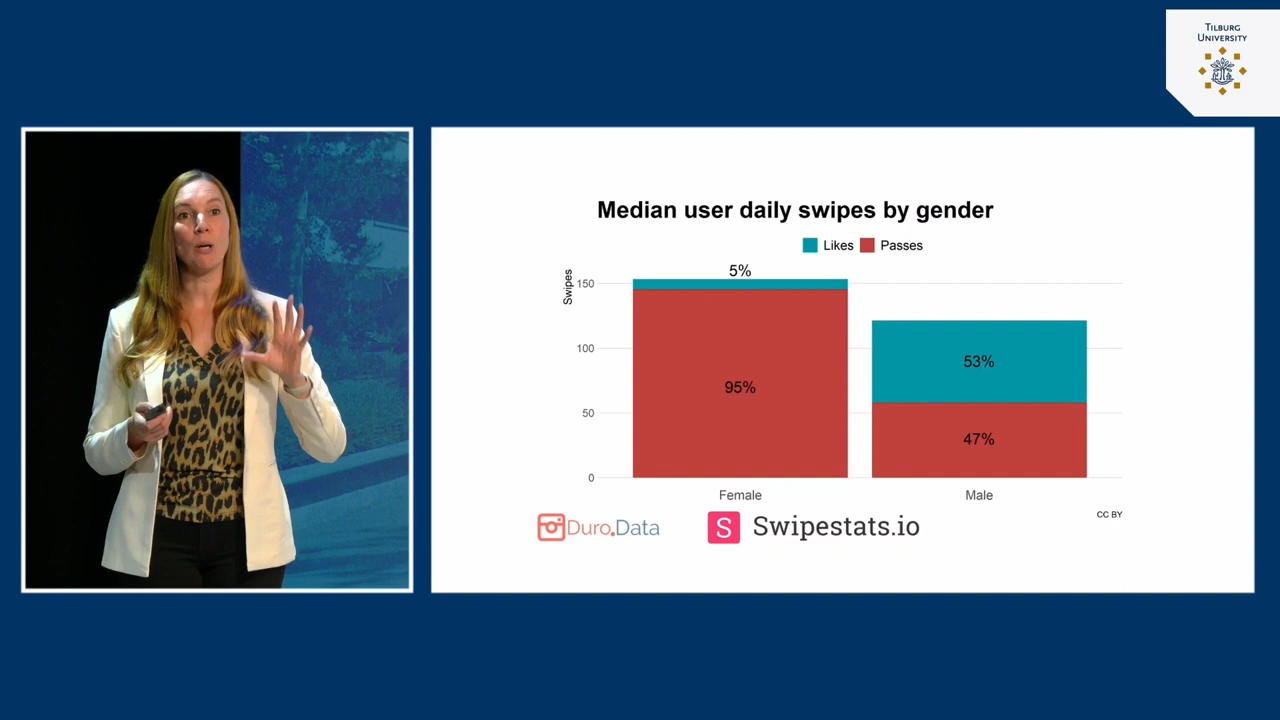 TILBURG
UNIVERSITY
Median user daily swipes by gender
Likes Passes
Swipes
150
100
50
0
5%
95%
53%
47%
Female Male
CC BY
Duro.Data
S Swipestats.io